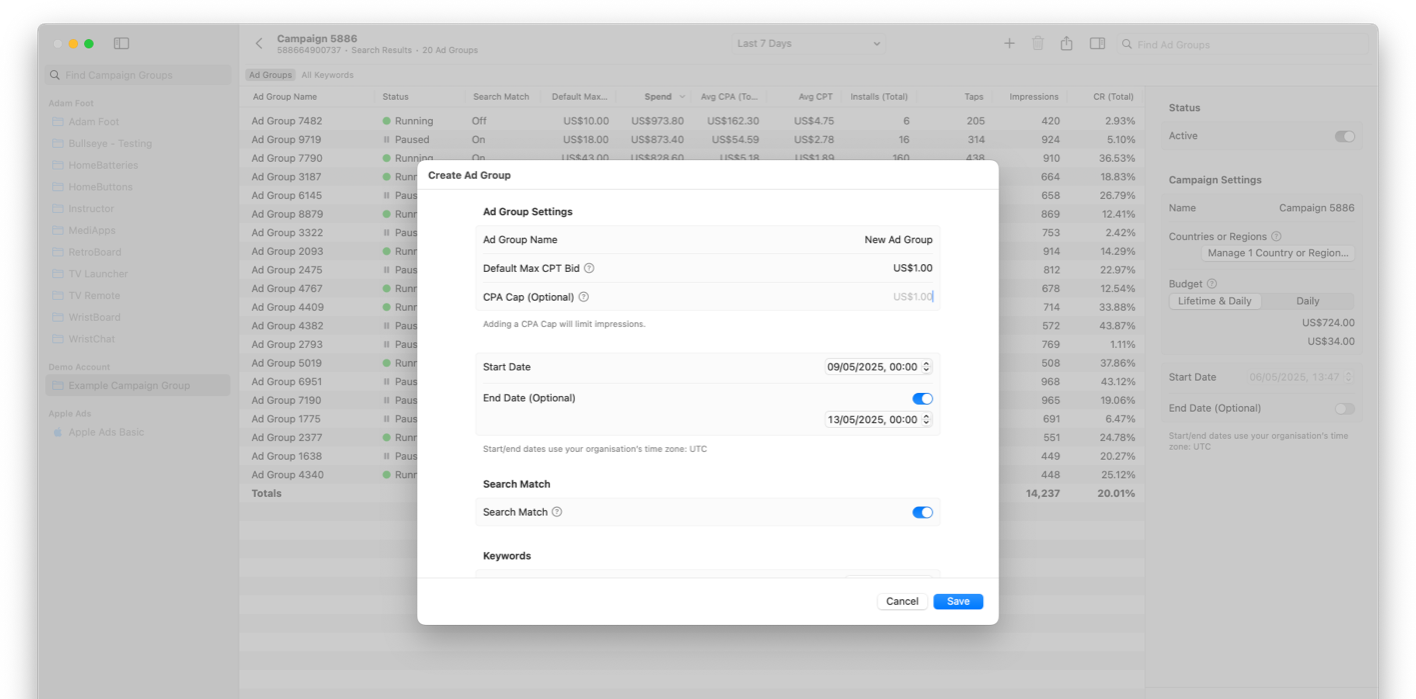 Campaign 5886
588664900737 • Search Results • 20 Ad Groups
Last 7 Days
Find Ad Groups
Find Campaign Groups
Adam Foot
Adam Foot
Bullseye - Testing
HomeBatteries
HomeButtons
Instructor
MediApps
RetroBoard
TV Launcher
TV Remote
WristBoard
WristChat
Demo Account
Example Campaign Group
Apple Ads
Apple Ads Basic
Ad Groups All Keywords
Ad Group Name Status Search Match Default Max... Spend Avg CPA (To... Avg CPT Installs (Total) Taps Impressions CR (Total)
Ad Group 7482 Running Off US$10.00 US$973.80 US$162.30 US$4.75 6 205 420 2.93%
Ad Group 9719 Paused On US$18.00 US$873.40 US$54.59 US$2.78 16 314 924 5.10%
Ad Group 7790 Running On US$43.00 US$828.60 US$5.18 US$1.89 160 438 910 36.53%
Ad Group 3187 Runn 664 18.83%
Ad Group 6145 Paus 658 26.79%
Ad Group 8879 Runr 869 12.41%
Ad Group 3322 Paus 753 2.42%
Ad Group 2093 Runr 914 14.29%
Ad Group 2475 Paus 812 22.97%
Ad Group 4767 Runr 678 12.54%
Ad Group 4409 Runr 714 33.88%
Ad Group 4382 Paus 572 43.87%
Ad Group 2793 Paus 769 1.11%
Ad Group 5019 Runr 508 37.86%
Ad Group 6951 Paus 968 43.12%
Ad Group 7190 Paus 965 19.06%
Ad Group 1775 Paus 691 6.47%
Ad Group 2377 Runr 551 24.78%
Ad Group 1638 Paus 449 20.27%
Ad Group 4340 Runr 448 25.12%
Totals 14,237 20.01%
Create Ad Group
Ad Group Settings
Ad Group Name New Ad Group
Default Max CPT Bid ? US$1.00
CPA Cap (Optional) ? US$1.00
Adding a CPA Cap will limit impressions.
Start Date 09/05/2025, 00:00
End Date (Optional)
13/05/2025, 00:00
Start/end dates use your organisation's time zone: UTC
Search Match
Search Match ?
Keywords
Cancel Save
Status
Active
Campaign Settings
Name Campaign 5886
Countries or Regions ?
Manage 1 Country or Region...
Budget ?
Lifetime & Daily Daily
US$724.00
US$34.00
Start Date 06/05/2025, 13:47
End Date (Optional)
Start/end dates use your organisation's time
zone: UTC